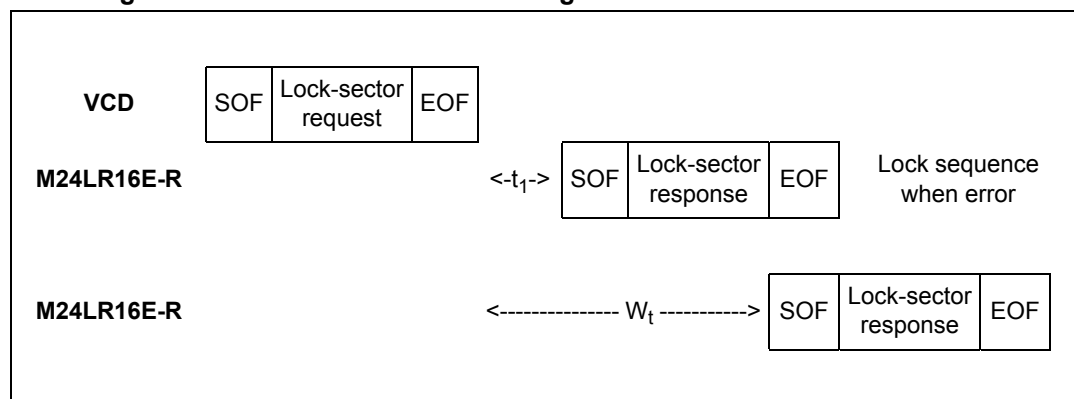 VCD
SOF
Lock-sector
request
EOF
M24LR16E-R
<-t1->
SOF
Lock-sector
response
EOF
Lock sequence
when error
M24LR16E-R
<--------------- Wt ----------->
SOF
Lock-sector
response
EOF